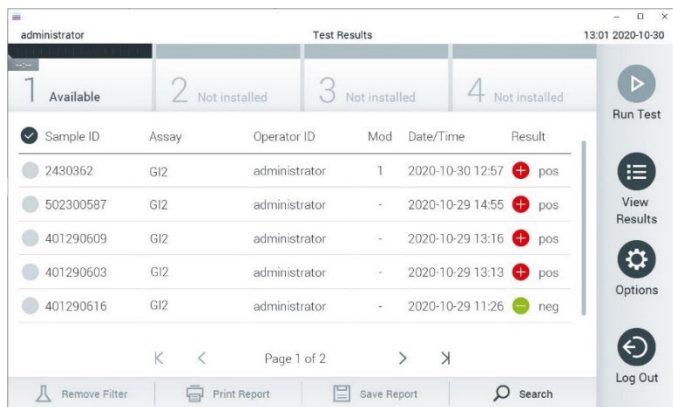 administrator Test Results 13:01 2020-10-30
--:--
1 Available 2 Not installed 3 Not installed 4 Not installed
Run Test
Sample ID Assay Operator ID Mod Date/Time Result
2430362 GI2 administrator 1 2020-10-30 12:57 pos
502300587 GI2 administrator - 2020-10-29 14:55 pos
View
Results
401290609 GI2 administrator - 2020-10-29 13:16 pos
401290603 GI2 administrator - 2020-10-29 13:13 pos
Options
401290616 GI2 administrator - 2020-10-29 11:26 neg
Page 1 of 2
Log Out
Remove Filter Print Report Save Report Search